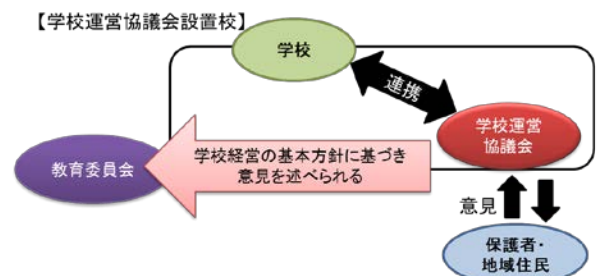 【学校運営協議会設置校】
学校
連携
学校運営
協議会
教育委員会
学校経営の基本方針に基づき
意見を述べられる
意見
保護者・
地域住民